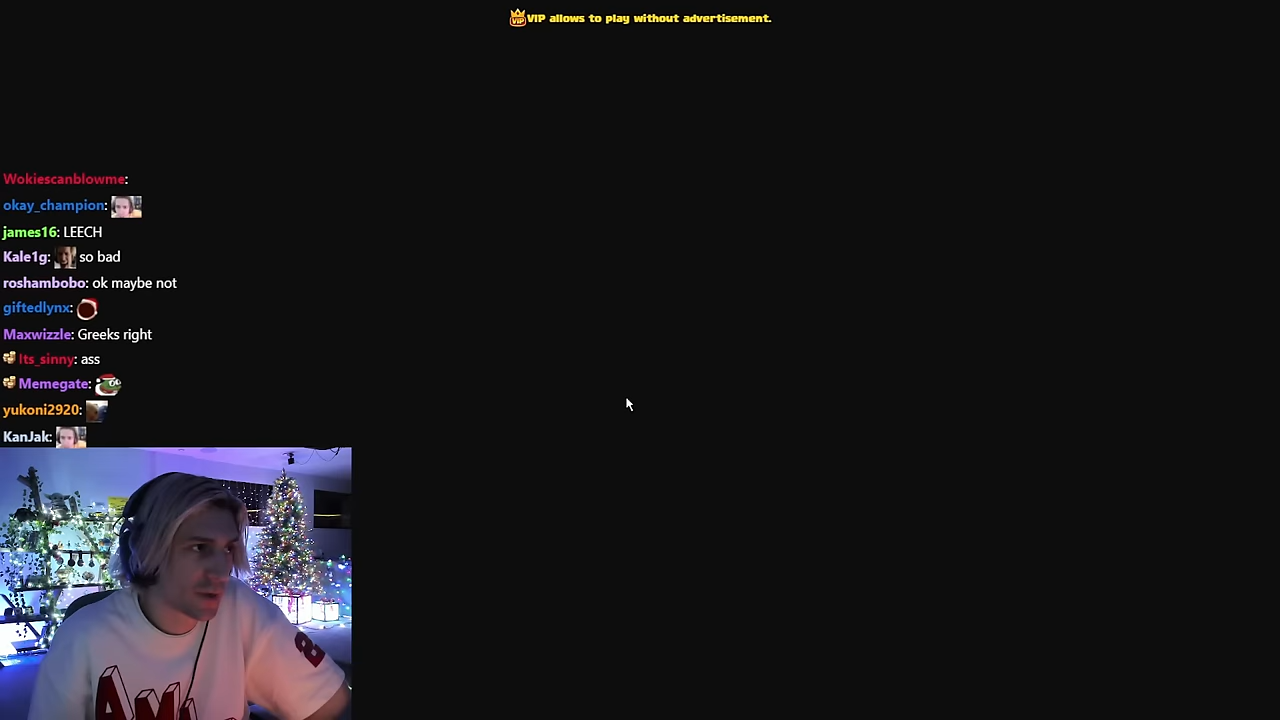 VIP allows to play without advertisement.
Wokiescanblowme:
okay_champion:
james16: LEECH
Kale1g: so bad
roshambobo: ok maybe not
giftedlynx:
Maxwizzle: Greeks right
Its_sinny: ass
Memegate:
yukoni2920:
KanJak:
AMI